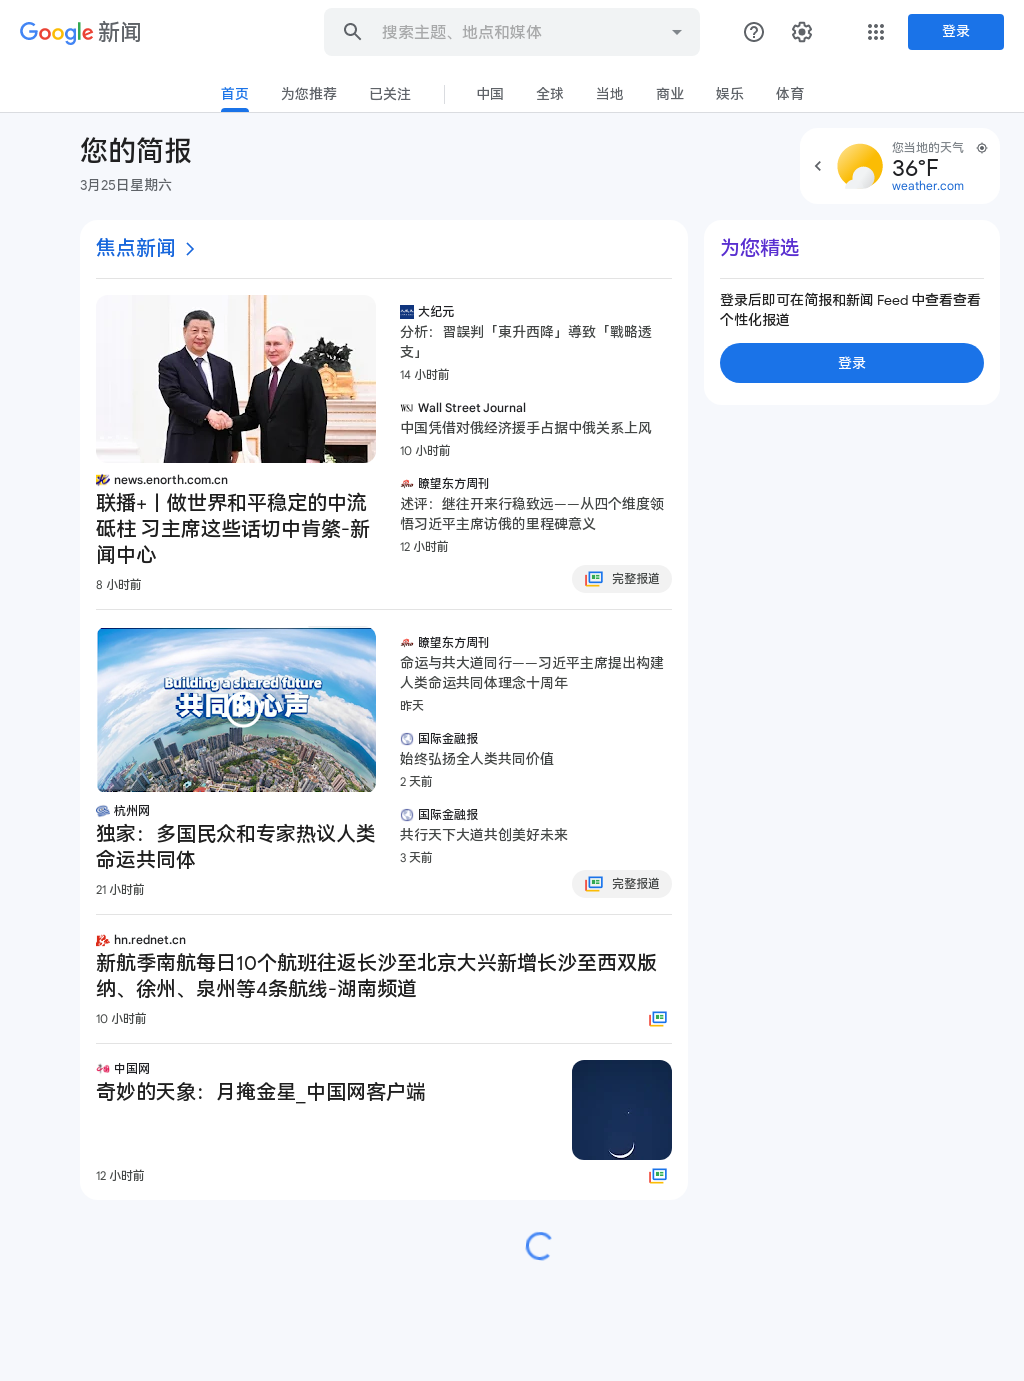 Google 新闻
搜索主题、地点和媒体
登录
首页
为您推荐
已关注
中国
全球
当地
商业
娱乐
体育
您的简报
3月25日星期六
您当地的天气
36°F
weather.com
焦点新闻
news.enorth.com.cn
联播+丨做世界和平稳定的中流
砥柱 习主席这些话切中肯綮-新
闻中心
8 小时前
大纪元
分析：習誤判「東升西降」導致「戰略透
支」
14 小时前
WSJ Wall Street Journal
中国凭借对俄经济援手占据中俄关系上风
10 小时前
瞭望东方周刊
述评：继往开来行稳致远——从四个维度领
悟习近平主席访俄的里程碑意义
12 小时前
完整报道
Building a shared future
共同的心声
杭州网
独家：多国民众和专家热议人类
命运共同体
21 小时前
瞭望东方周刊
命运与共大道同行——习近平主席提出构建
人类命运共同体理念十周年
昨天
国际金融报
始终弘扬全人类共同价值
2 天前
国际金融报
共行天下大道共创美好未来
3 天前
完整报道
hn.rednet.cn
新航季南航每日10个航班往返长沙至北京大兴新增长沙至西双版
纳、徐州、泉州等4条航线-湖南频道
10 小时前
中国网
奇妙的天象：月掩金星_中国网客户端
12 小时前
为您精选
登录后即可在简报和新闻 Feed 中查看查看
个性化报道
登录